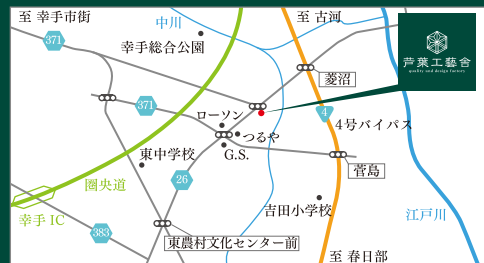 至 幸手市街
中川
至 古河
371
幸手総合公園
芦葉工藝舎
quality and design factory
菱沼
371
ローソン
4
4号バイパス
つるや
G.S.
東中学校
菅島
26
圏央道
吉田小学校
幸手IC
江戸川
383
東農村文化センター前
至 春日部